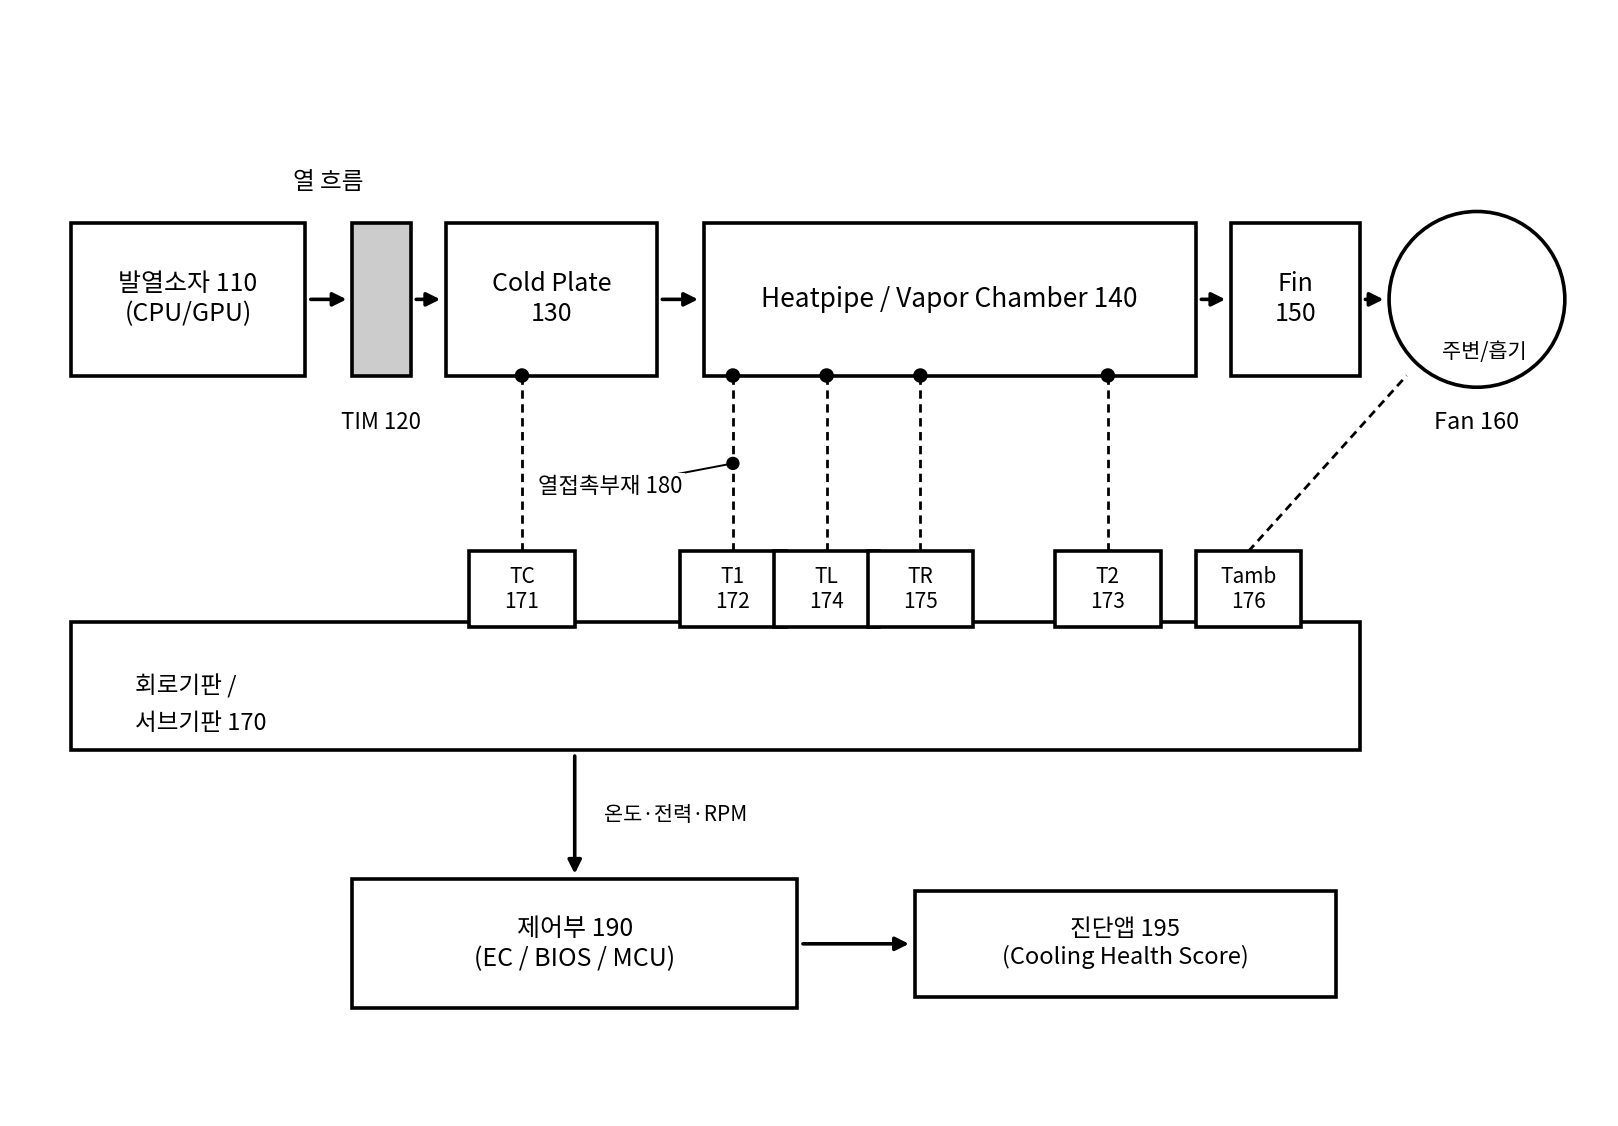 열 흐름
발열소자 110
(CPU/GPU)
Cold Plate
130
Heatpipe / Vapor Chamber 140
Fin
150
주변/흡기
TIM 120
Fan 160
열접촉부재 180
TC
171
T1
172
TL
174
TR
175
T2
173
Tamb
176
회로기판 /
서브기판 170
온도·전력·RPM
제어부 190
(EC / BIOS / MCU)
진단앱 195
(Cooling Health Score)